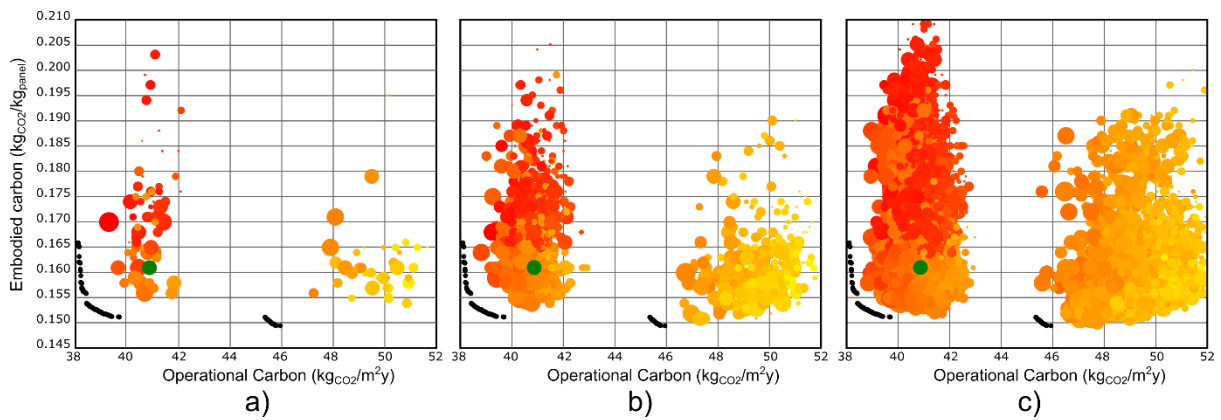 Embodied carbon (kgCO2/kgpanel)
0.210
0.205
0.200
0.195
0.190
0.185
0.180
0.175
0.170
0.165
0.160
0.155
0.150
0.145
38 40 42 44 46 48 50 52
38 40 42 44 46 48 50 52
38 40 42 44 46 48 50 52
Operational Carbon (kgCO2/m2y)
Operational Carbon (kgCO2/m2y)
Operational Carbon (kgCO2/m2y)
a)
b)
c)